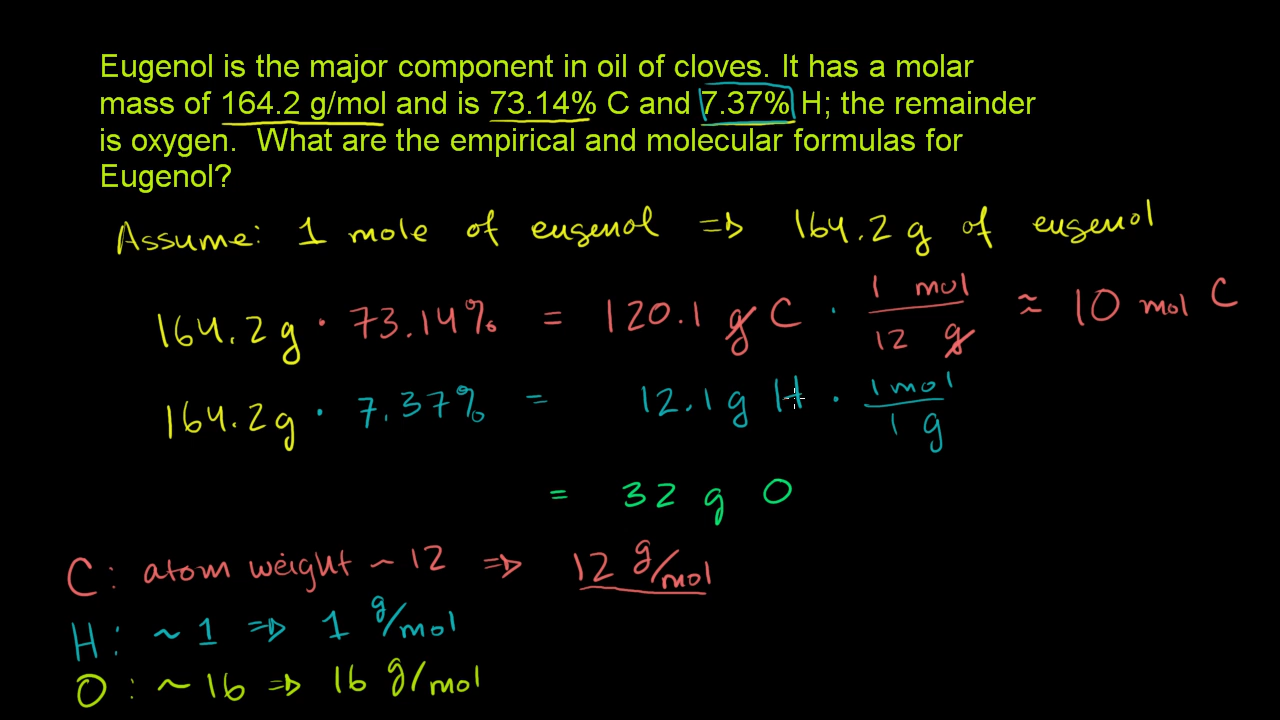 Eugenol is the major component in oil of cloves. It has a molar
mass of 164.2 g/mol and is 73.14% C and 7.37% H; the remainder
is oxygen. What are the empirical and molecular formulas for
Eugenol?
Assume: 1 mole of eugenol => 164.2 g of eugenol
164.2g · 73.14% = 120.1 g C · 1 mol / 12 g ≈ 10 mol C
164.2g · 7.37% = 12.1 g H · 1 mol / 1 g
= 32 g O
C: atom weight ~ 12 => 12 g/mol
H: ~ 1 => 1 g/mol
O: ~ 16 => 16 g/mol